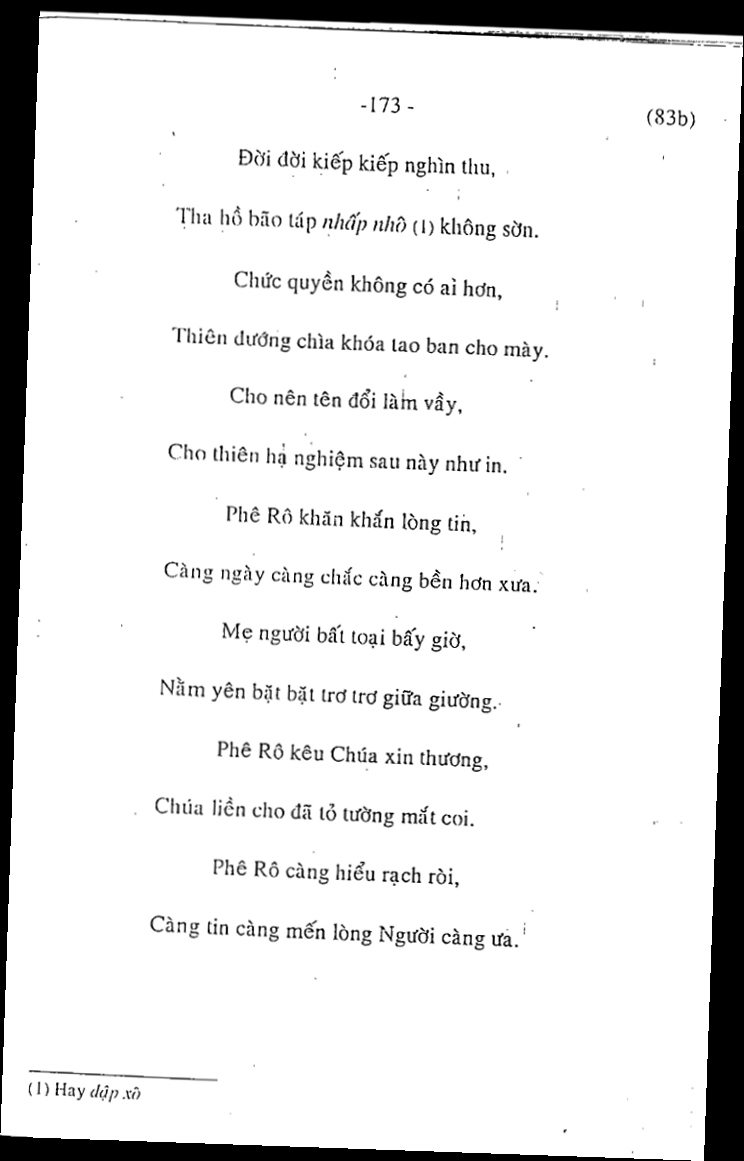 -173 -
(83b)
Đời đời kiếp kiếp nghìn thu,
Tha hồ bão táp nhấp nhô (1) không sờn.
Chức quyền không có ai hơn,
Thiên đướng chìa khóa tao ban cho mày.
Cho nên tên đổi làm vầy,
Cho thiên hạ nghiệm sau này như in.
Phê Rô khăn khắn lòng tin,
Càng ngày càng chắc càng bền hơn xưa.
Mẹ người bất toại bấy giờ,
Nằm yên bặt bặt trơ trơ giữa giường.
Phê Rô kêu Chúa xin thương,
Chúa liền cho đã tỏ tường mắt coi.
Phê Rô càng hiểu rạch ròi,
Càng tin càng mến lòng Người càng ưa.
(1) Hay dập xô